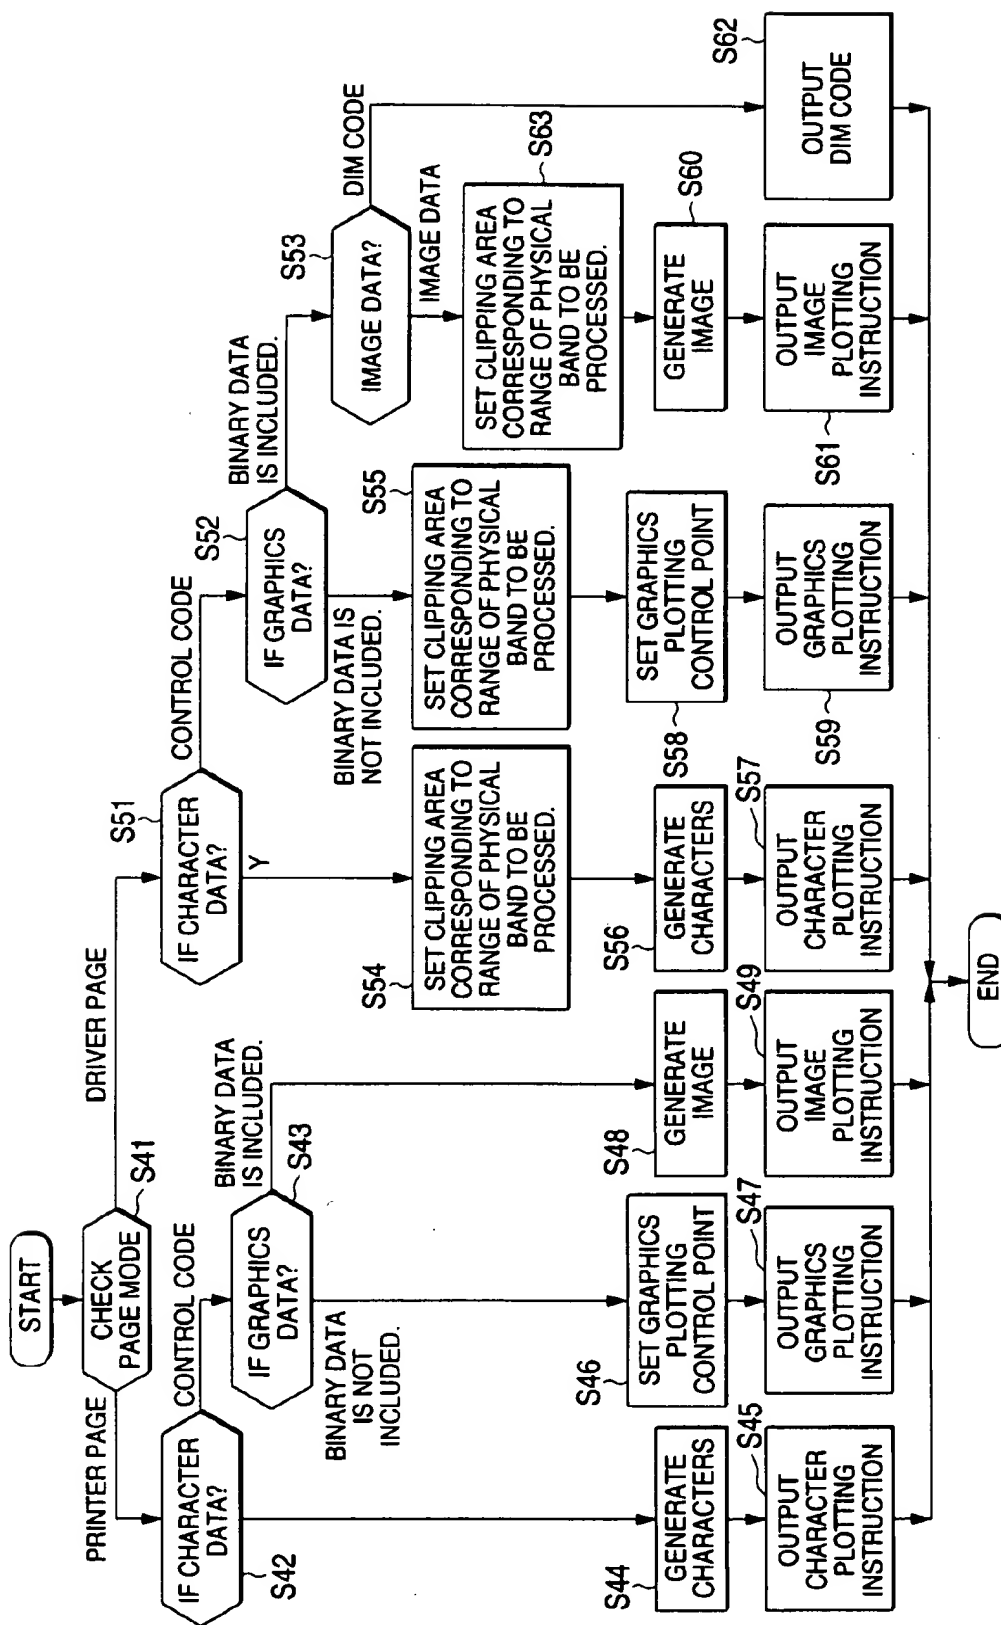 START
CHECK
PAGE MODE
S41
PRINTER PAGE
DRIVER PAGE
IF CHARACTER
DATA?
S42
CONTROL CODE
IF GRAPHICS
DATA?
S43
BINARY DATA
IS INCLUDED.
BINARY DATA
IS NOT
INCLUDED.
IF CHARACTER
DATA?
S51
Y
CONTROL CODE
IF GRAPHICS
DATA?
S52
BINARY DATA
IS INCLUDED.
BINARY DATA IS
NOT INCLUDED.
IMAGE DATA?
S53
DIM CODE
IMAGE DATA
SET CLIPPING AREA
CORRESPONDING TO
RANGE OF PHYSICAL
BAND TO BE
PROCESSED.
S54
SET CLIPPING AREA
CORRESPONDING TO
RANGE OF PHYSICAL
BAND TO BE
PROCESSED.
S55
SET CLIPPING AREA
CORRESPONDING TO
RANGE OF PHYSICAL
BAND TO BE
PROCESSED.
S63
S44
GENERATE
CHARACTERS
S46
SET GRAPHICS
PLOTTING
CONTROL POINT
S48
GENERATE
IMAGE
S56
GENERATE
CHARACTERS
S58
SET GRAPHICS
PLOTTING
CONTROL POINT
GENERATE
IMAGE
S60
S45
OUTPUT
CHARACTER
PLOTTING
INSTRUCTION
S47
OUTPUT
GRAPHICS
PLOTTING
INSTRUCTION
S49
OUTPUT
IMAGE
PLOTTING
INSTRUCTION
S57
OUTPUT
CHARACTER
PLOTTING
INSTRUCTION
S59
OUTPUT
GRAPHICS
PLOTTING
INSTRUCTION
S61
OUTPUT
IMAGE
PLOTTING
INSTRUCTION
S62
OUTPUT
DIM CODE
END